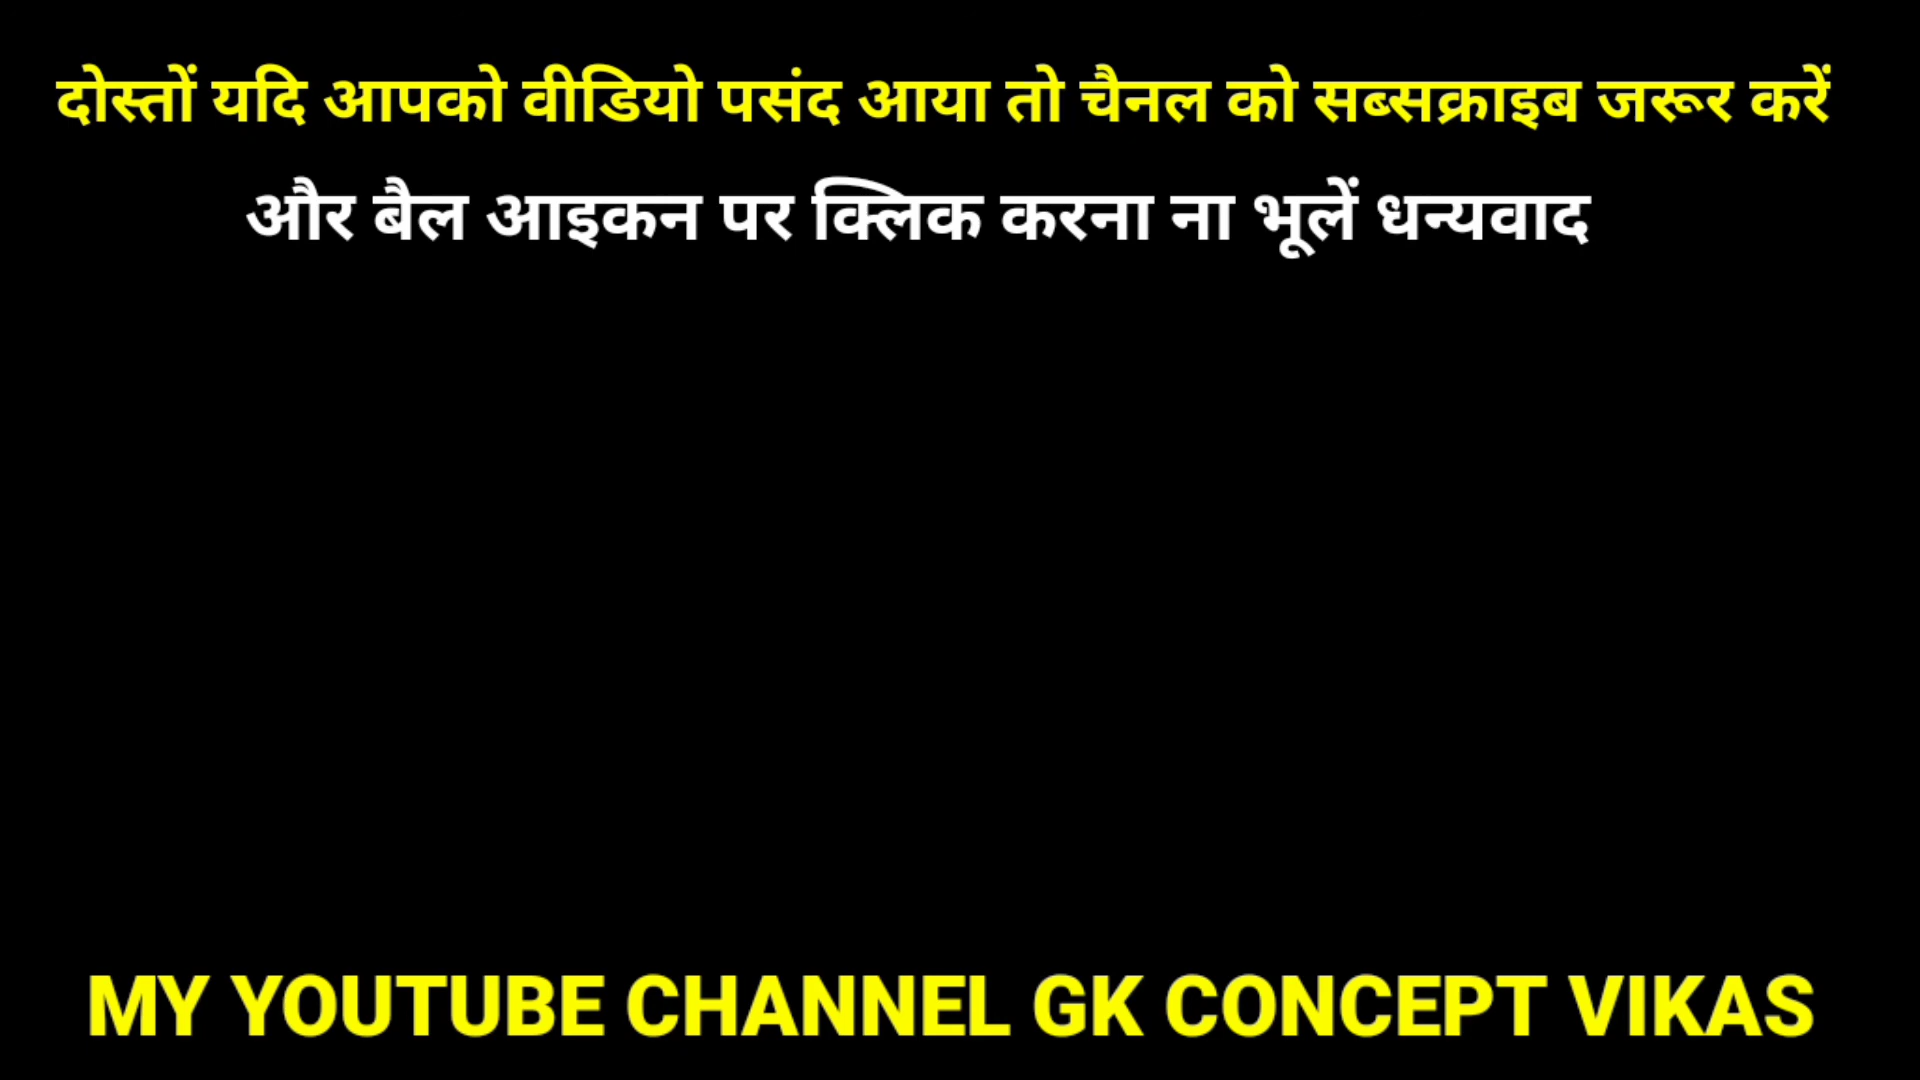 दोस्तों यदि आपको वीडियो पसंद आया तो चैनल को सब्सक्राइब जरूर करें
और बैल आइकन पर क्लिक करना ना भूलें धन्यवाद
MY YOUTUBE CHANNEL GK CONCEPT VIKAS